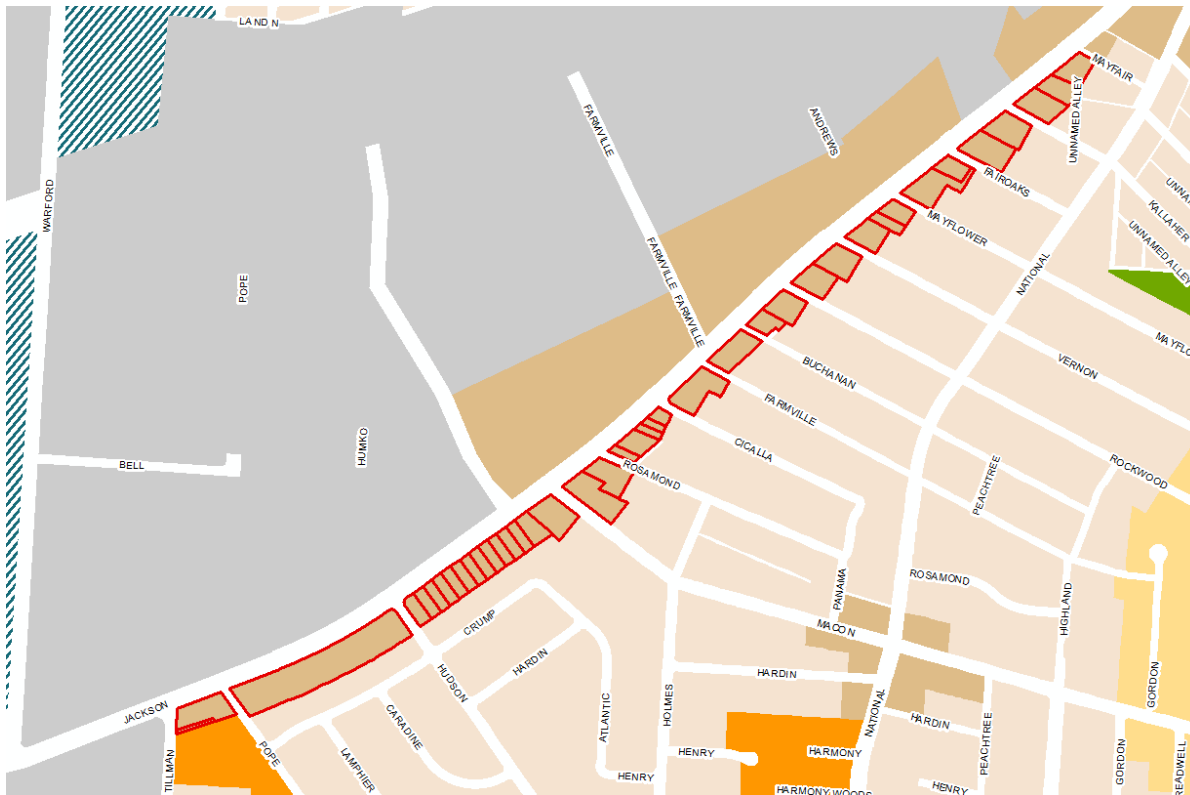 LANDN
MAYFAIR
UNNAMED ALLEY
FARMVILLE
ANDREWS
WARFORD
FAIROAKS
UNNA
KALLAHER
UNNAMED ALLEY
MAYFLOWER
NATIONAL
POPE
FARMVILLE
FARMVILLE
MAYFLO
VERNON
BUCHANAN
FARMVILLE
HUMKO
CICALLA
BELL
ROSAMOND
ROCKWOOD
PEACHTREE
ROSAMOND
PANAMA
HIGHLAND
CRUMP
MACON
HARDIN
HARDIN
HUDSON
GORDON
ATLANTIC
HOLMES
NATIONAL
JACKSON
CARADINE
HARDIN
PEACHTREE
POPE
HENRY
HARMONY
TILLMAN
LAMPHIER
HENRY
GORDON
READWELL
HENRY
HARMONY WOODS